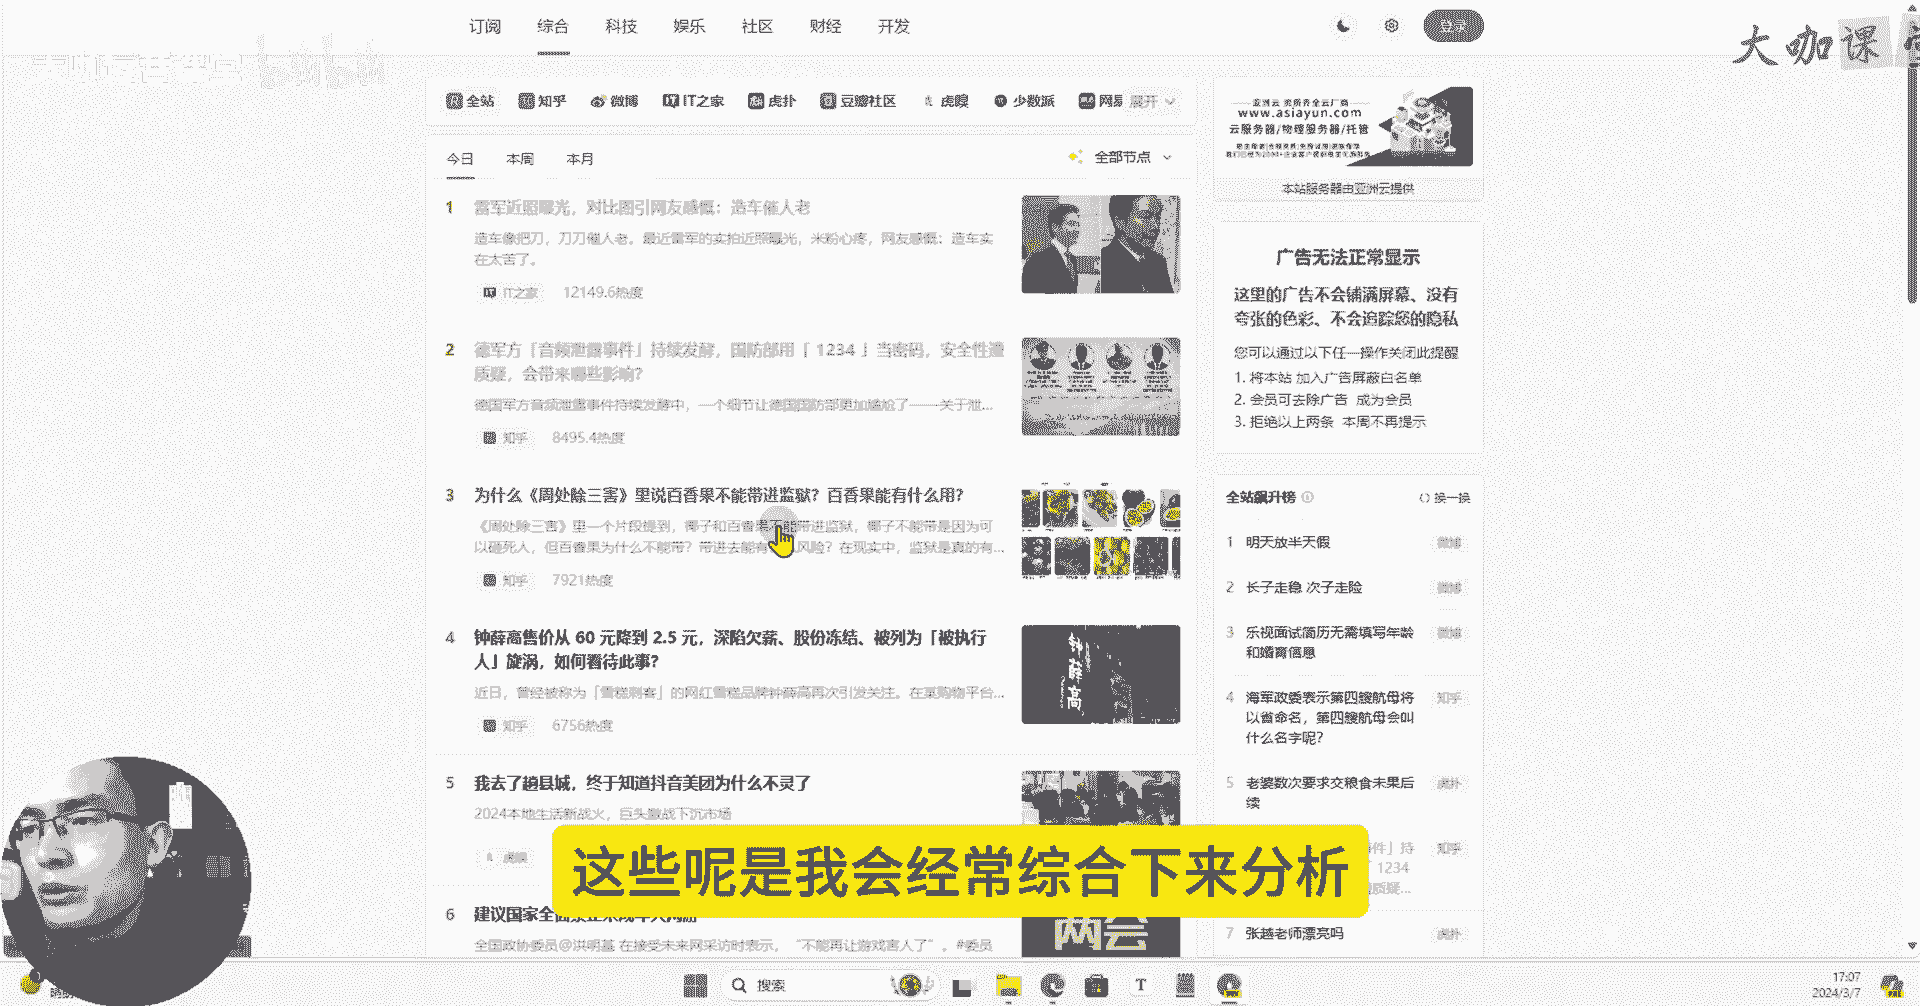 订阅 综合 科技 娱乐 社区 财经 开发
登录
大咖课
全站 知乎 微博 IT之家 虎扑 豆瓣社区 虎嗅 少数派 网易 展开
今日 本周 本月
全部节点
1 雷军近照曝光，对比图引网友感慨：造车催人老
造车像把刀，刀刀催人老。最近雷军的实拍近照曝光，米粉心疼，网友感慨：造车实
在太苦了。
IT之家 12149.6热度
2 德军方「音频泄露事件」持续发酵，国防部用「 1234 」当密码，安全性遭
质疑，会带来哪些影响？
德国军方音频泄露事件持续发酵中，一个细节让德国国防部更加尴尬了——关于泄...
知乎 8495.4热度
3 为什么《周处除三害》里说百香果不能带进监狱？百香果能有什么用？
《周处除三害》里一个片段提到，椰子和百香果不能带进监狱，椰子不能带是因为可
以砸死人，但百香果为什么不能带？带进去能有 风险？在现实中，监狱是真的有...
知乎 7921热度
4 钟薛高售价从 60 元降到 2.5 元，深陷欠薪、股份冻结、被列为「被执行
人」旋涡，如何看待此事？
近日，曾经被称为「雪糕刺客」的网红雪糕品牌钟薛高再次引发关注。在某购物平台...
知乎 6756热度
钟薛高
5 我去了趟县城，终于知道抖音美团为什么不灵了
2024本地生活新战火，巨头激战下沉市场
虎嗅
6 建议国家全面
全国政协委员@洪明基 在接受未来网采访时表示，“不能再让游戏害人了”，#委员
两会
亚洲云
www.asiayun.com
云服务器/物理服务器/托管
本站服务器由亚洲云提供
广告无法正常显示
这里的广告不会铺满屏幕、没有
夸张的色彩、不会追踪您的隐私
您可以通过以下任一操作关闭此提醒
1. 将本站 加入广告屏蔽白名单
2. 会员可去除广告 成为会员
3. 拒绝以上两条 本周不再提示
全站飙升榜 换一换
1 明天放半天假 微博
2 长子走稳 次子走险 微博
3 乐视面试简历无需填写年龄 微博
和婚育信息
4 海军政委表示第四艘航母将 知乎
以省命名，第四艘航母会叫
什么名字呢？
5 老婆数次要求交粮食未果后 虎扑
续
件」持 知乎
1234
质疑...
7 张越老师漂亮吗 虎扑
这些呢是我会经常综合下来分析
搜索
17:07
2024/3/7